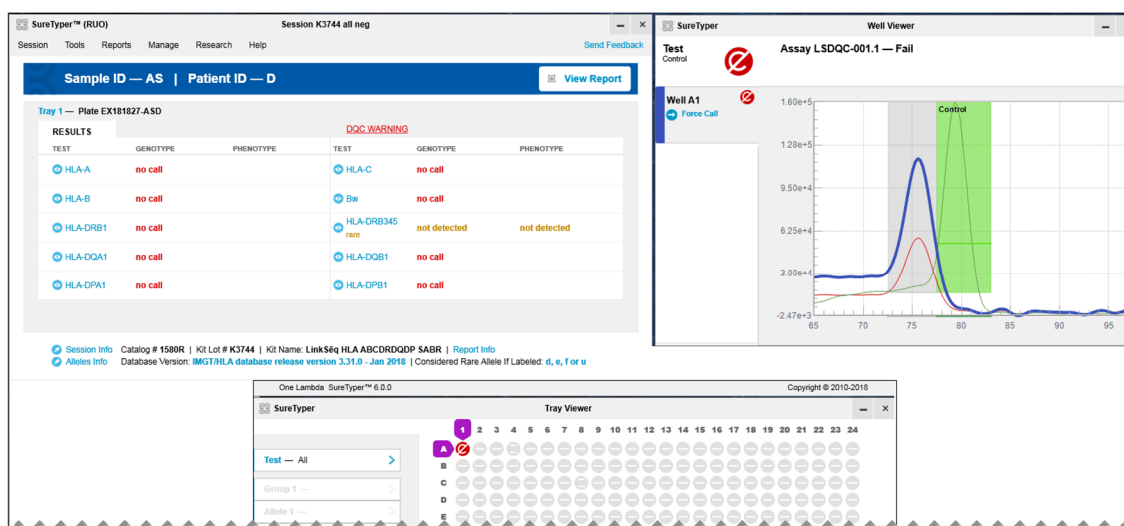 SureTyper™ (RUO)
Session K3744 all neg
Session Tools Reports Manage Research Help
Send Feedback
Sample ID — AS | Patient ID — D
View Report
Tray 1 — Plate EX181827-ASD
RESULTS
DQC WARNING
TEST GENOTYPE PHENOTYPE TEST GENOTYPE PHENOTYPE
HLA-A no call HLA-C no call
HLA-B no call Bw no call
HLA-DRB1 no call HLA-DRB345 rare not detected not detected
HLA-DQA1 no call HLA-DQB1 no call
HLA-DPA1 no call HLA-DPB1 no call
Session Info Catalog # 1580R | Kit Lot # K3744 | Kit Name: LinkSēq HLA ABCDRDQDP SABR | Report Info
Alleles Info Database Version: IMGT/HLA database release version 3.31.0 - Jan 2018 | Considered Rare Allele If Labeled: d, e, f or u
SureTyper
Well Viewer
Test
Control
Assay LSDQC-001.1 — Fail
Well A1
Force Call
Control
1.60e+5
1.28e+5
9.50e+4
6.25e+4
3.00e+4
-2.47e+3
65 70 75 80 85 90 95
One Lambda SureTyper™ 6.0.0
Copyright © 2010-2018
SureTyper
Tray Viewer
1 2 3 4 5 6 7 8 9 10 11 12 13 14 15 16 17 18 19 20 21 22 23 24
Test — All
Group 1 —
Allele 1 —
A
B
C
D
E